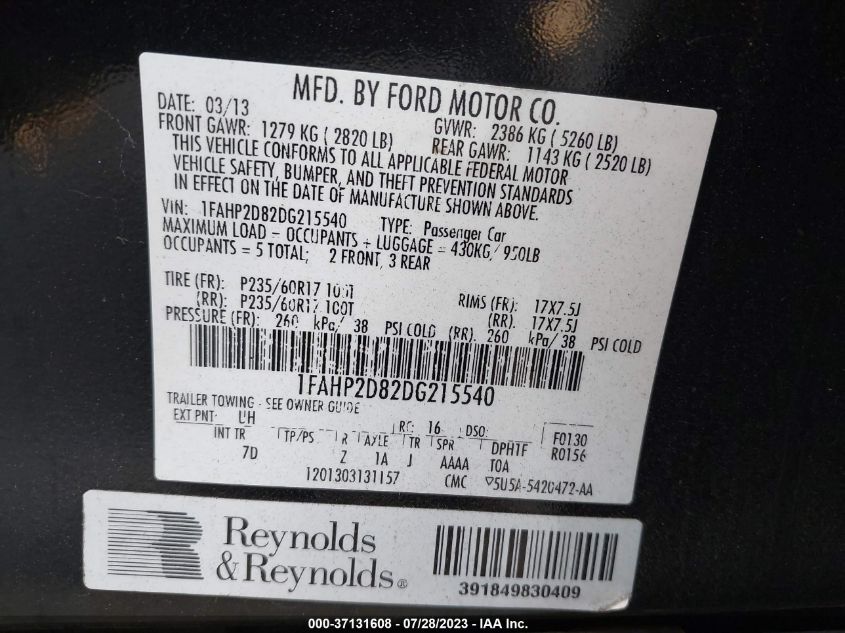 MFD. BY FORD MOTOR CO.
DATE: 03/13 GVWR: 2386 KG ( 5260 LB)
FRONT GAWR: 1279 KG ( 2820 LB) REAR GAWR: 1143 KG ( 2520 LB)
THIS VEHICLE CONFORMS TO ALL APPLICABLE FEDERAL MOTOR
VEHICLE SAFETY, BUMPER, AND THEFT PREVENTION STANDARDS
IN EFFECT ON THE DATE OF MANUFACTURE SHOWN ABOVE.
VIN: 1FAHP2D82DG215540 TYPE: Passenger Car
MAXIMUM LOAD - OCCUPANTS + LUGGAGE = 430KG/ 950LB
OCCUPANTS = 5 TOTAL; 2 FRONT, 3 REAR
TIRE (FR): P235/60R17 100T RIMS (FR): 17X7.5J
(RR): P235/60R17 100T (RR): 17X7.5J
PRESSURE (FR): 260 kPa/ 38 PSI COLD (RR): 260 kPa/ 38 PSI COLD
1FAHP2D82DG215540
TRAILER TOWING - SEE OWNER GUIDE
EXT PNT: UH RC: 16 DSO: F0130
INT TR TP/PS R AXLE TR SPR DPHTF R0156
7D Z 1A J AAAA TOA
1201303131157 CMC ▽5U5A-5420472-AA
Reynolds
& Reynolds®
391849830409
000-37131608 / 07/28/2023 - IAA Inc.